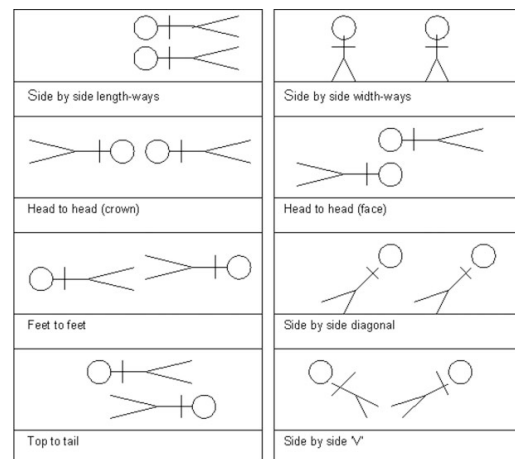 Side by side length-ways
Side by side width-ways
Head to head (crown)
Head to head (face)
Feet to feet
Side by side diagonal
Top to tail
Side by side 'V'